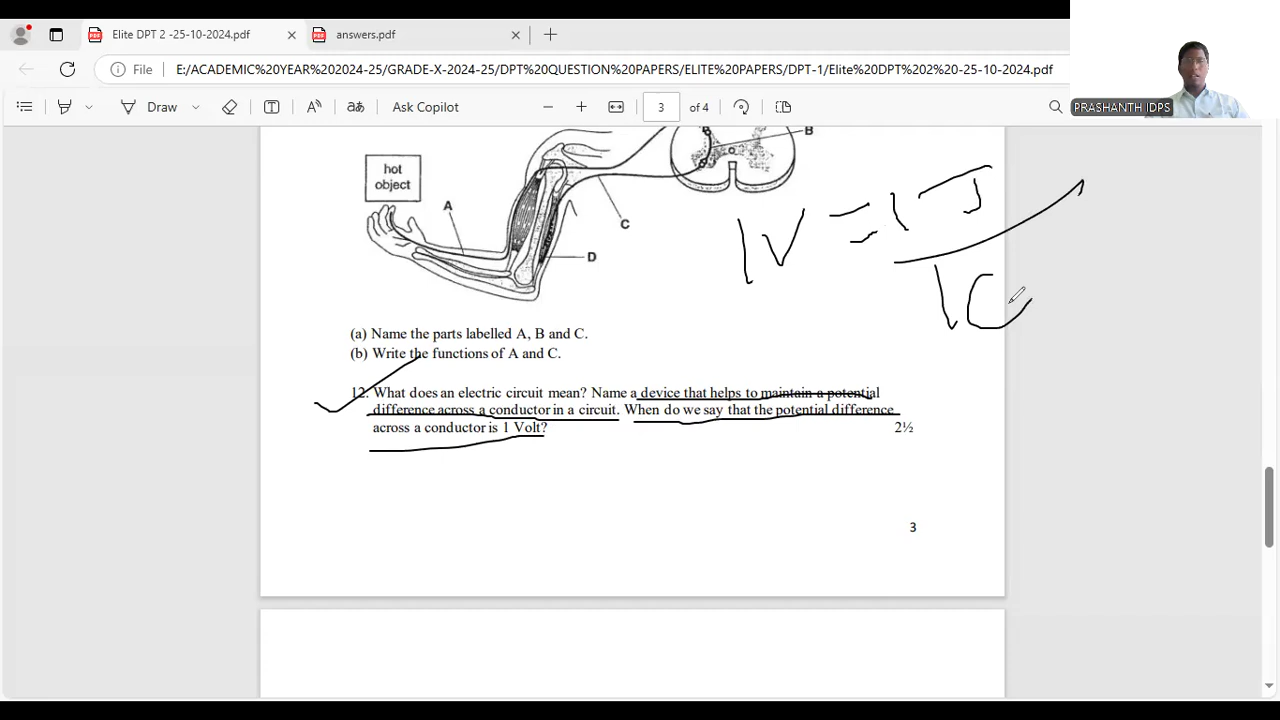 Elite DPT 2 -25-10-2024.pdf
answers.pdf
File
E:/ACADEMIC%20YEAR%202024-25/GRADE-X-2024-25/DPT%20QUESTION%20PAPERS/ELITE%20PAPERS/DPT-1/Elite%20DPT%202%20-25-10-2024.pdf
Draw
Ask Copilot
3
of 4
PRASHANTH IDPS
B
hot
object
A
C
D
1V = 1 J
1C
(a) Name the parts labelled A, B and C.
(b) Write the functions of A and C.
12. What does an electric circuit mean? Name a device that helps to maintain a potential
difference across a conductor in a circuit. When do we say that the potential difference
across a conductor is 1 Volt? 2½
3